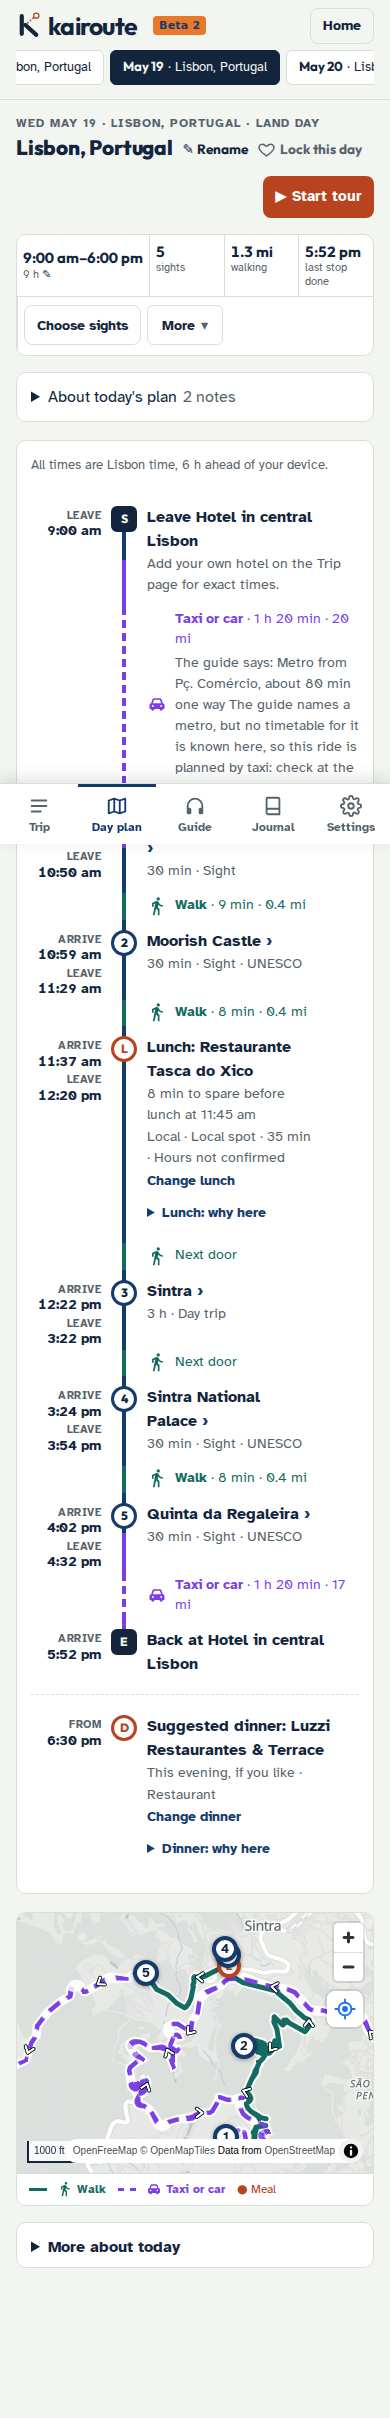 kairoute Beta 2 Home
bon, Portugal May 19 · Lisbon, Portugal May 20 · Lisb
WED MAY 19 · LISBON, PORTUGAL · LAND DAY
Lisbon, Portugal ✎ Rename Lock this day
▶ Start tour
9:00 am–6:00 pm
9 h ✎
5
sights
1.3 mi
walking
5:52 pm
last stop
done
Choose sights More ▾
▶ About today's plan 2 notes
All times are Lisbon time, 6 h ahead of your device.
LEAVE
9:00 am
S
Leave Hotel in central
Lisbon
Add your own hotel on the Trip
page for exact times.
Taxi or car · 1 h 20 min · 20
mi
The guide says: Metro from
Pç. Comércio, about 80 min
one way The guide names a
metro, but no timetable for it
is known here, so this ride is
planned by taxi: check at the
Trip Day plan Guide Journal Settings
›
LEAVE
10:50 am
30 min · Sight
Walk · 9 min · 0.4 mi
ARRIVE
10:59 am
LEAVE
11:29 am
2
Moorish Castle ›
30 min · Sight · UNESCO
Walk · 8 min · 0.4 mi
ARRIVE
11:37 am
LEAVE
12:20 pm
L
Lunch: Restaurante
Tasca do Xico
8 min to spare before
lunch at 11:45 am
Local · Local spot · 35 min
· Hours not confirmed
Change lunch
▶ Lunch: why here
Next door
ARRIVE
12:22 pm
LEAVE
3:22 pm
3
Sintra ›
3 h · Day trip
Next door
ARRIVE
3:24 pm
LEAVE
3:54 pm
4
Sintra National
Palace ›
30 min · Sight · UNESCO
Walk · 8 min · 0.4 mi
ARRIVE
4:02 pm
LEAVE
4:32 pm
5
Quinta da Regaleira ›
30 min · Sight · UNESCO
Taxi or car · 1 h 20 min · 17
mi
ARRIVE
5:52 pm
E
Back at Hotel in central
Lisbon
FROM
6:30 pm
D
Suggested dinner: Luzzi
Restaurantes & Terrace
This evening, if you like ·
Restaurant
Change dinner
▶ Dinner: why here
Sintra
+
−
4
5
2
SÃO
PEN
1
1000 ft OpenFreeMap © OpenMapTiles Data from OpenStreetMap
Walk Taxi or car Meal
▶ More about today